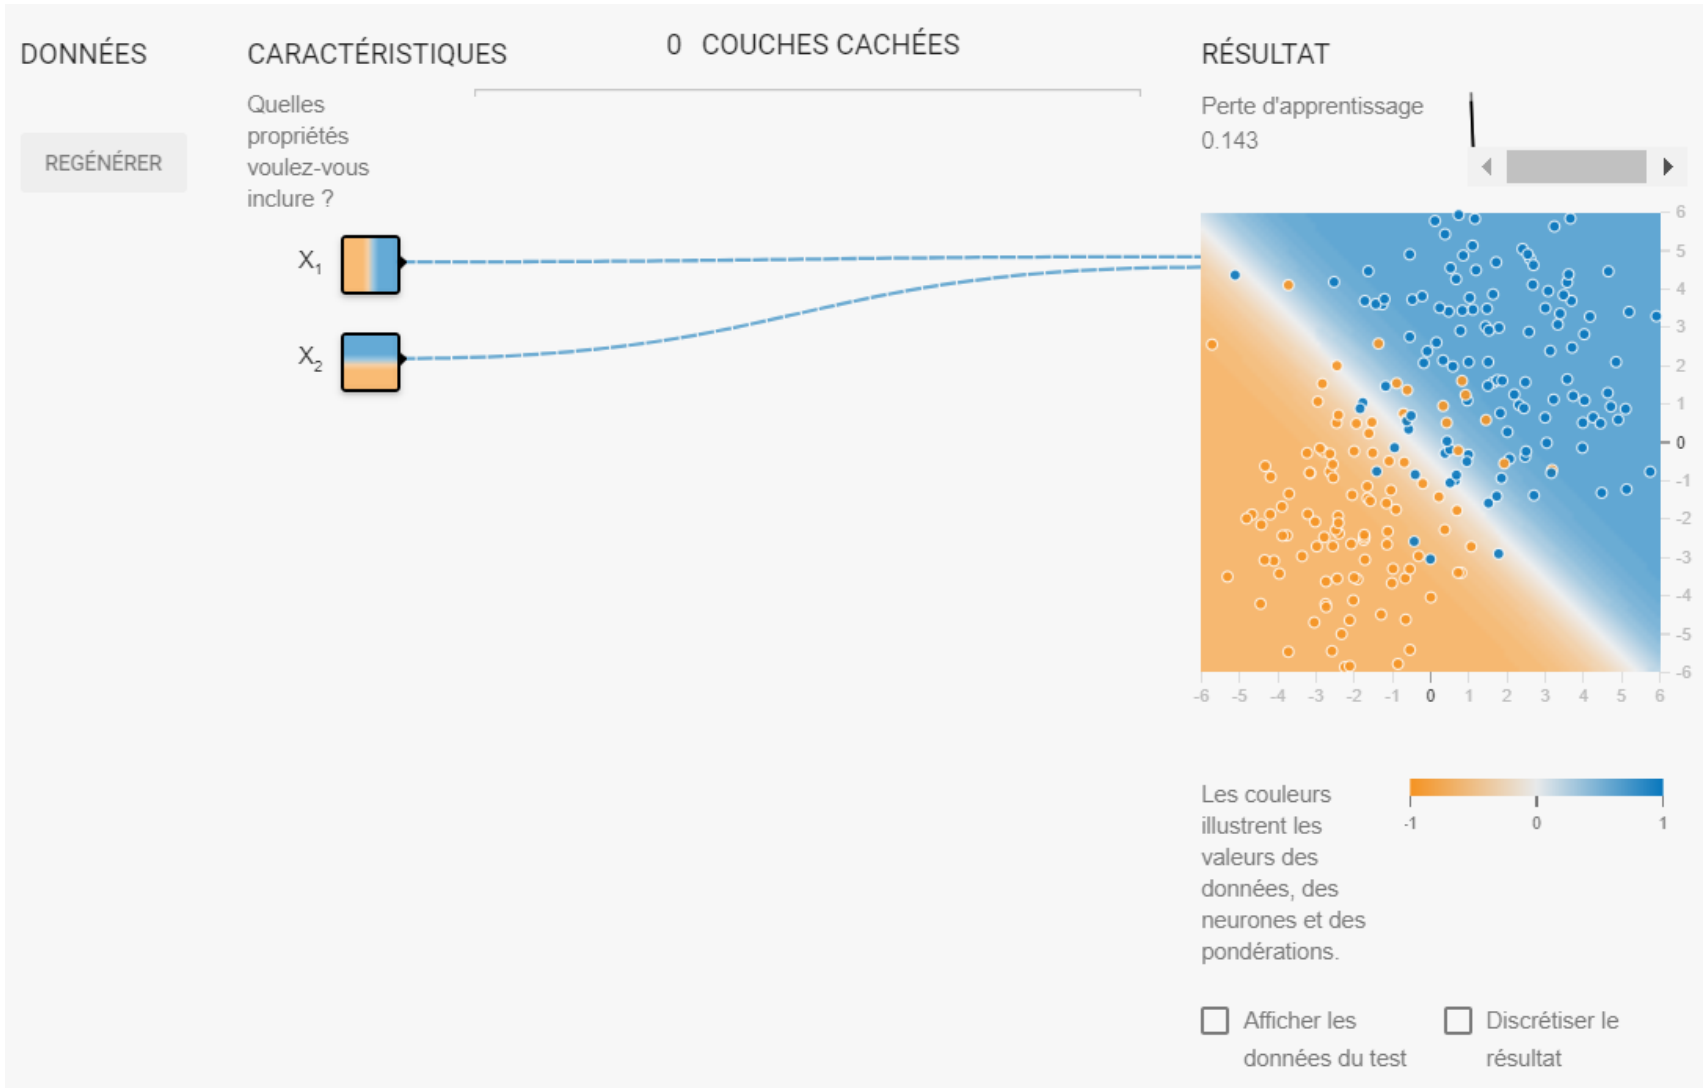 DONNÉES
REGÉNÉRER
CARACTÉRISTIQUES
Quelles
propriétés
voulez-vous
inclure ?
X1
X2
0 COUCHES CACHÉES
RÉSULTAT
Perte d'apprentissage
0.143
6
5
4
3
2
1
0
-1
-2
-3
-4
-5
-6
-6 -5 -4 -3 -2 -1 0 1 2 3 4 5 6
Les couleurs
illustrent les
valeurs des
données, des
neurones et des
pondérations.
-1 0 1
Afficher les
données du test
Discrétiser le
résultat